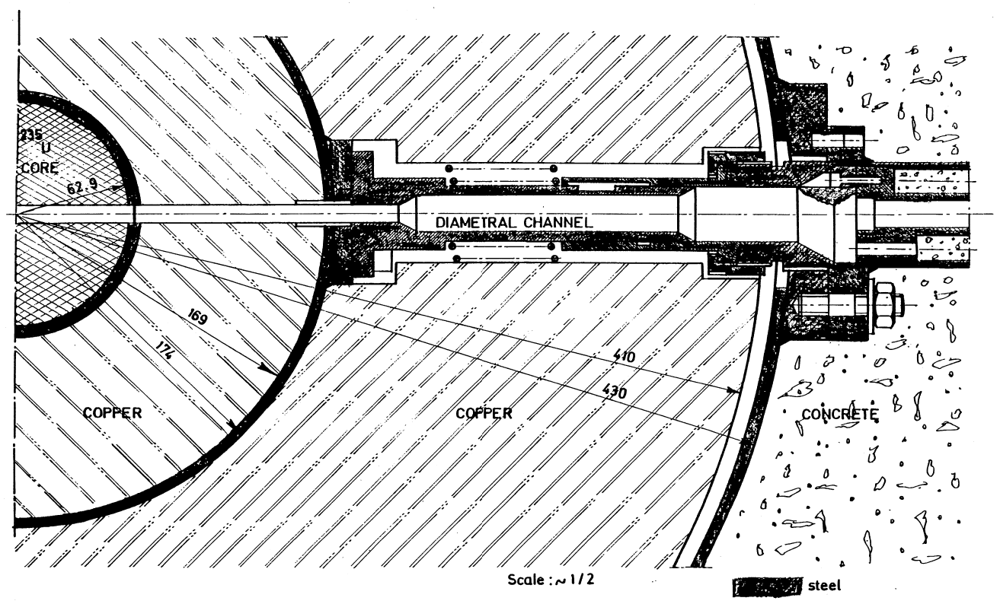 235
U
CORE
62.9
DIAMETRAL CHANNEL
169
174
410
430
COPPER
COPPER
CONCRETE
Scale : ~ 1/2
steel